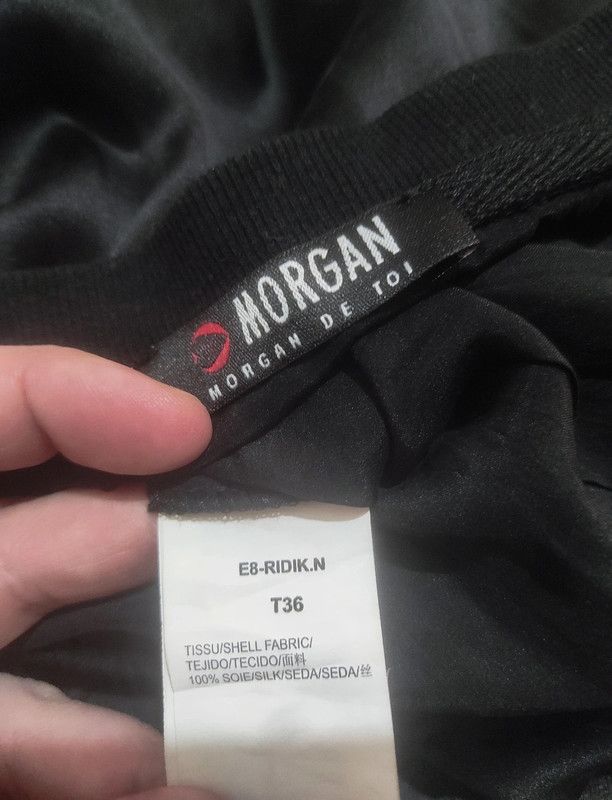 MORGAN
MORGAN DE TOI
E8-RIDIK.N
T36
TISSU/SHELL FABRIC/
TEJIDO/TECIDO/面料
100% SOIE/SILK/SEDA/SEDA/丝